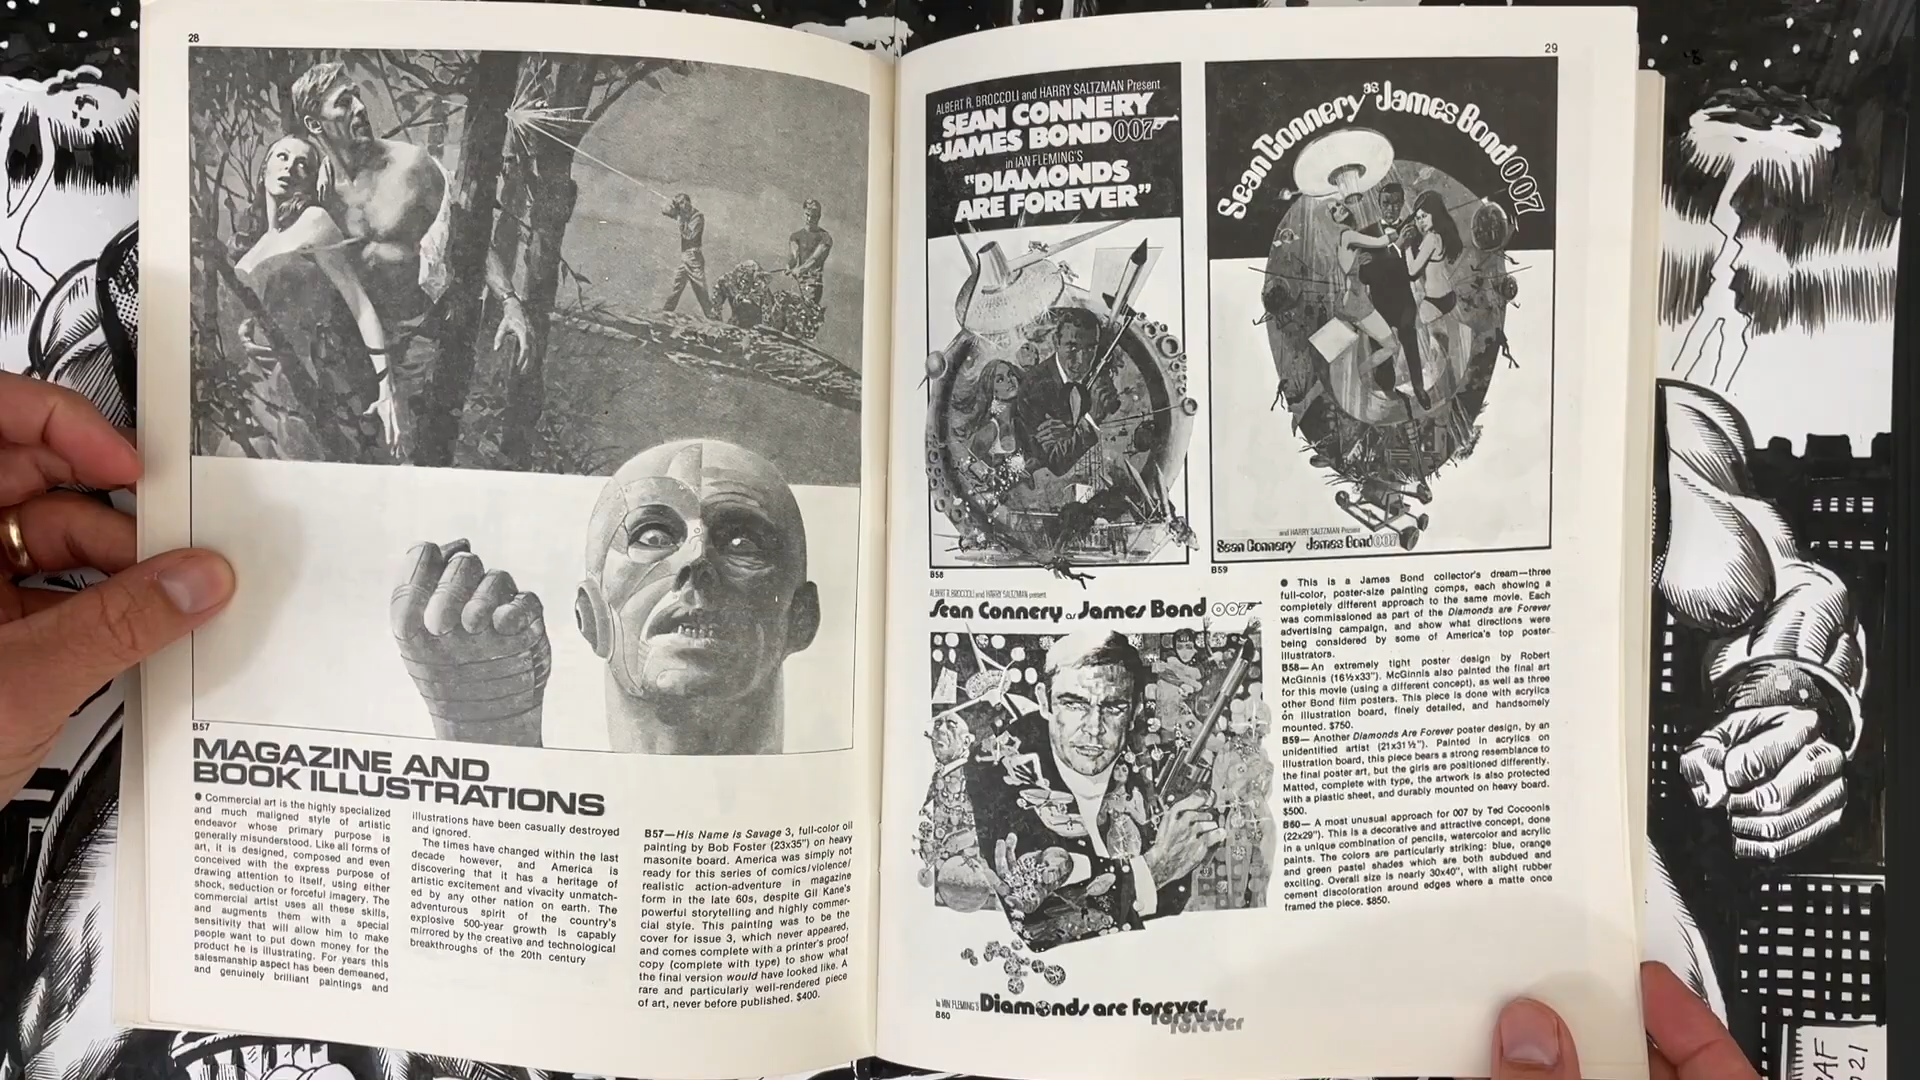 28
B57
MAGAZINE AND
BOOK ILLUSTRATIONS
● Commercial art is the highly specialized
and much maligned style of artistic
endeavor whose primary purpose is
generally misunderstood. Like all forms of
art, it is designed, composed and even
conceived with the express purpose of
drawing attention to itself, using either
shock, seduction or forceful imagery. The
commercial artist uses all these skills,
and augments them with a special
sensitivity that will allow him to make
people want to put down money for the
product he is illustrating. For years this
salesmanship aspect has been demeaned,
and genuinely brilliant paintings and
illustrations have been casually destroyed
and ignored.
The times have changed within the last
decade however, and America is
discovering that it has a heritage of
artistic excitement and vivacity unmatch-
ed by any other nation on earth. The
adventurous spirit of the country's
explosive 500-year growth is capably
mirrored by the creative and technological
breakthroughs of the 20th century
B57—His Name is Savage 3, full-color oil
painting by Bob Foster (23x35") on heavy
masonite board. America was simply not
ready for this series of comics/violence/
realistic action-adventure in magazine
form in the late 60s, despite Gil Kane's
powerful storytelling and highly commer-
cial style. This painting was to be the
cover for issue 3, which never appeared,
and comes complete with a printer's proof
copy (complete with type) to show what
the final version would have looked like. A
rare and particularly well-rendered piece
of art, never before published. $400.
29
ALBERT R. BROCCOLI and HARRY SALTZMAN Present
SEAN CONNERY
AS JAMES BOND 007
in IAN FLEMING'S
"DIAMONDS
ARE FOREVER"
B58
Sean Connery as James Bond 007
and HARRY SALTZMAN Present
Sean Connery James Bond 007
B59
ALBERT R. BROCCOLI and HARRY SALTZMAN present
Sean Connery as James Bond 007
in IAN FLEMING'S Diamonds are forever
forever
forever
B60
● This is a James Bond collector's dream—three
full-color, poster-size painting comps, each showing a
completely different approach to the same movie. Each
was commissioned as part of the Diamonds are Forever
advertising campaign, and show what directions were
being considered by some of America's top poster
illustrators.
B58—An extremely tight poster design by Robert
McGinnis (16½x33"). McGinnis also painted the final art
for this movie (using a different concept), as well as three
other Bond film posters. This piece is done with acrylics
on illustration board, finely detailed, and handsomely
mounted. $750.
B59— Another Diamonds Are Forever poster design, by an
unidentified artist (21x31½"). Painted in acrylics on
illustration board, this piece bears a strong resemblance to
the final poster art, but the girls are positioned differently.
Matted, complete with type, the artwork is also protected
with a plastic sheet, and durably mounted on heavy board.
$500.
B60— A most unusual approach for 007 by Ted Cocoonis
(22x29"). This is a decorative and attractive concept, done
in a unique combination of pencils, watercolor and acrylic
paints. The colors are particularly striking: blue, orange
and green pastel shades which are both subdued and
exciting. Overall size is nearly 30x40", with slight rubber
cement discoloration around edges where a matte once
framed the piece. $850.